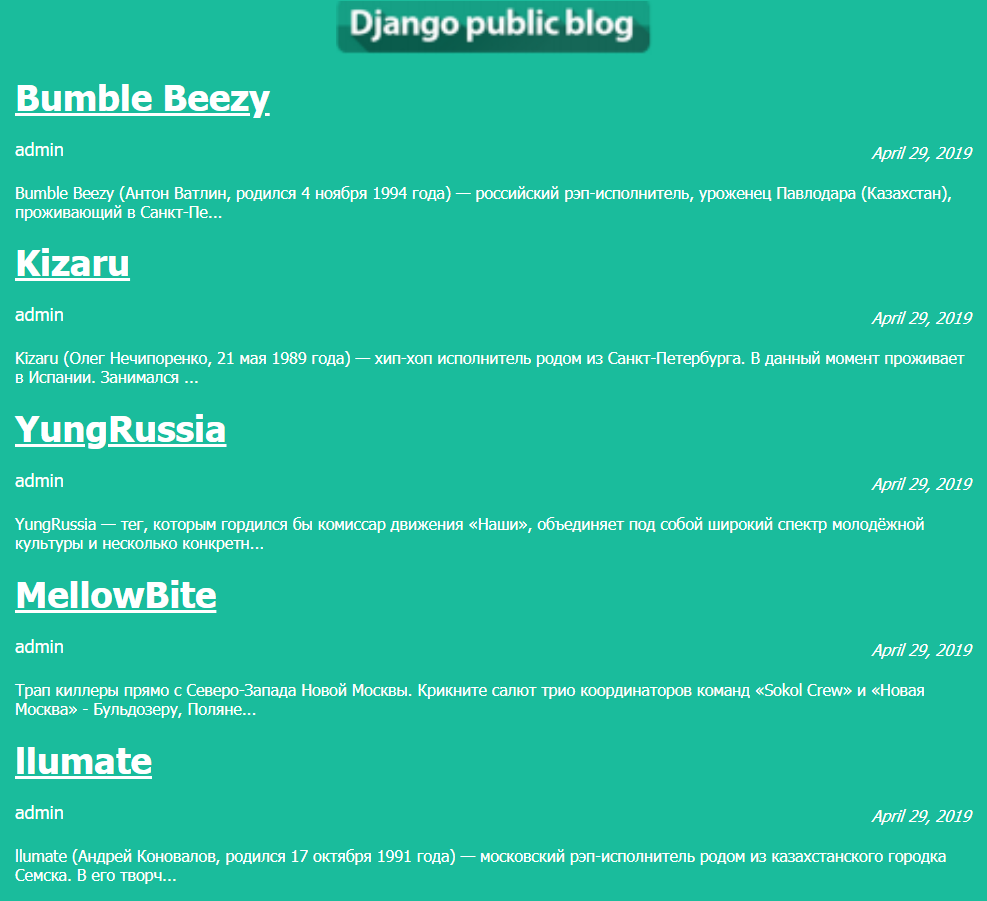 Django public blog
Bumble Beezy
admin
April 29, 2019
Bumble Beezy (Антон Ватлин, родился 4 ноября 1994 года) — российский рэп-исполнитель, уроженец Павлодара (Казахстан),
проживающий в Санкт-Пе...
Kizaru
admin
April 29, 2019
Kizaru (Олег Нечипоренко, 21 мая 1989 года) — хип-хоп исполнитель родом из Санкт-Петербурга. В данный момент проживает
в Испании. Занимался ...
YungRussia
admin
April 29, 2019
YungRussia — тег, которым гордился бы комиссар движения «Наши», объединяет под собой широкий спектр молодёжной
культуры и несколько конкретн...
MellowBite
admin
April 29, 2019
Трап киллеры прямо с Северо-Запада Новой Москвы. Крикните салют трио координаторов команд «Sokol Crew» и «Новая
Москва» - Бульдозеру, Поляне...
llumate
admin
April 29, 2019
llumate (Андрей Коновалов, родился 17 октября 1991 года) — московский рэп-исполнитель родом из казахстанского городка
Семска. В его творч...